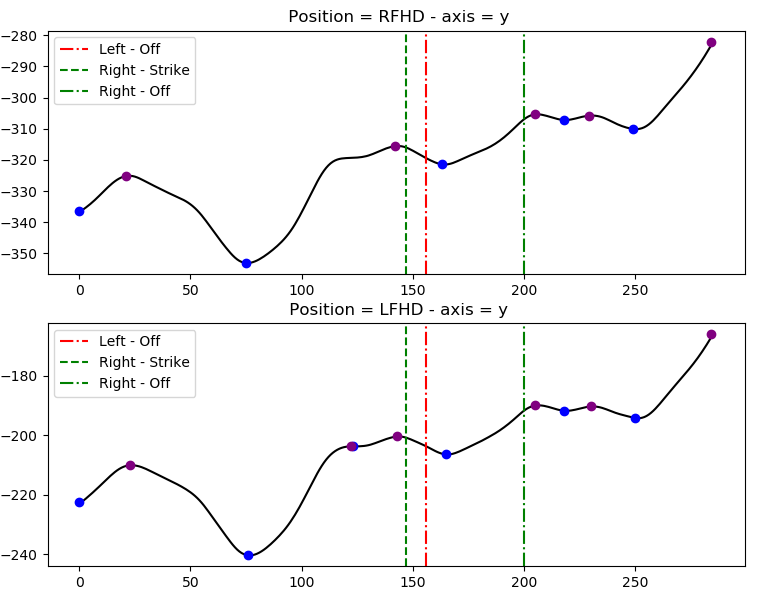 Position = RFHD - axis = y
−280
−290
−300
−310
−320
−330
−340
−350
Left - Off
Right - Strike
Right - Off
0 50 100 150 200 250
Position = LFHD - axis = y
−180
−200
−220
−240
Left - Off
Right - Strike
Right - Off
0 50 100 150 200 250